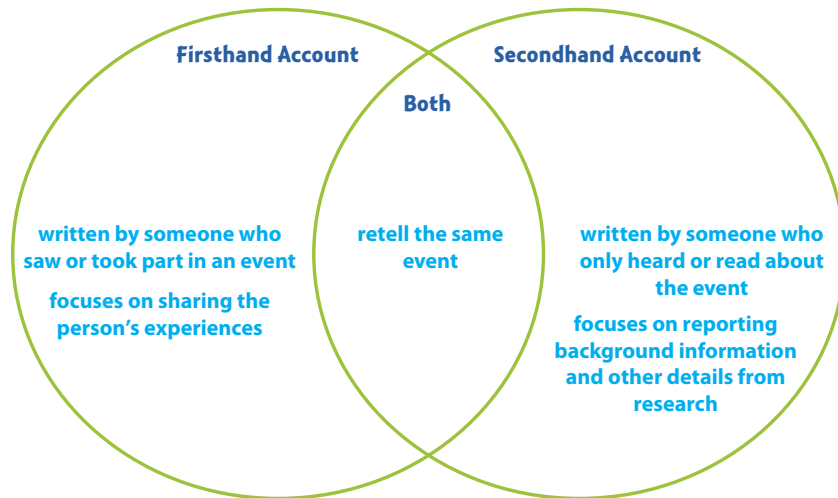 Firsthand Account
Secondhand Account
Both
written by someone who
saw or took part in an event
focuses on sharing the
person’s experiences
retell the same
event
written by someone who
only heard or read about
the event
focuses on reporting
background information
and other details from
research